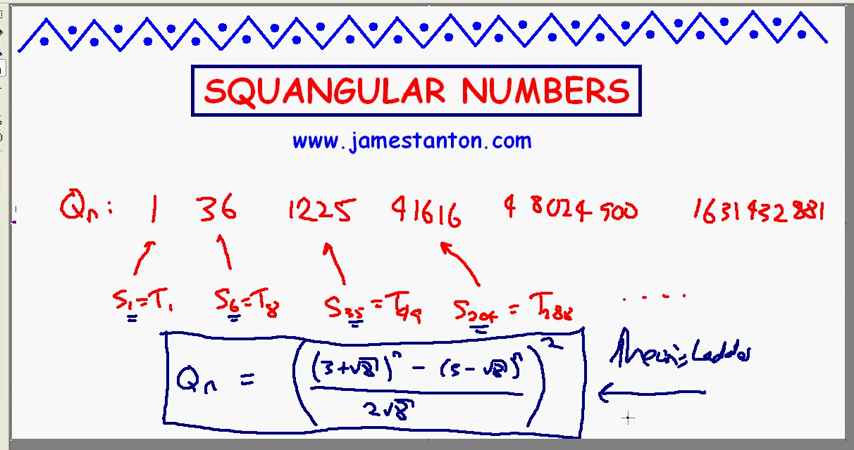 SQUANGULAR NUMBERS
www.jamestanton.com
Qn: 1 36 1225 41616 48024900 1631432881
S1=T1 S6=T8 S35=T49 S204=T288 ....
Qn = (((3+√8)^n - (3-√8)^n) / 2√8)^2
Ladder